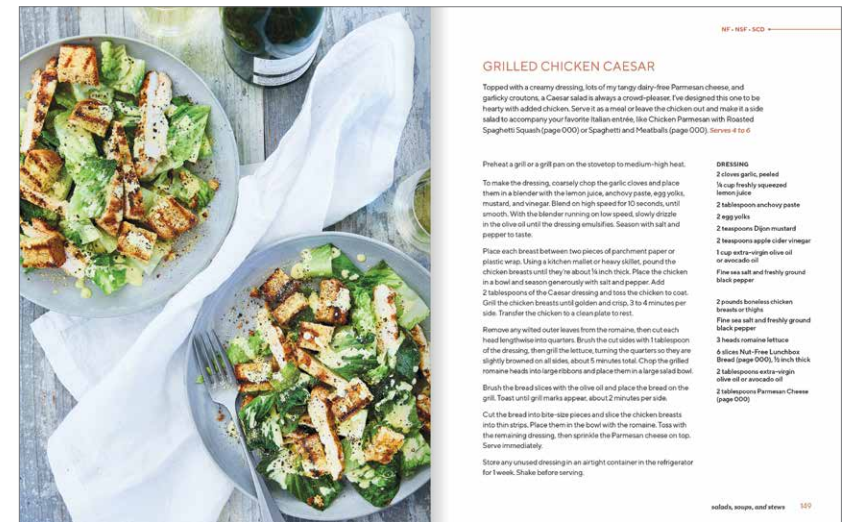 NF • NSF • SCD
GRILLED CHICKEN CAESAR
Topped with a creamy dressing, lots of my tangy dairy-free Parmesan cheese, and
garlicky croutons, a Caesar salad is always a crowd-pleaser. I've designed this one to be
hearty with added chicken. Serve it as a meal or leave the chicken out and make it a side
salad to accompany your favorite Italian entrée, like Chicken Parmesan with Roasted
Spaghetti Squash (page 000) or Spaghetti and Meatballs (page 000). Serves 4 to 6
Preheat a grill or a grill pan on the stovetop to medium-high heat.
To make the dressing, coarsely chop the garlic cloves and place
them in a blender with the lemon juice, anchovy paste, egg yolks,
mustard, and vinegar. Blend on high speed for 10 seconds, until
smooth. With the blender running on low speed, slowly drizzle
in the olive oil until the dressing emulsifies. Season with salt and
pepper to taste.
Place each breast between two pieces of parchment paper or
plastic wrap. Using a kitchen mallet or heavy skillet, pound the
chicken breasts until they're about ¼ inch thick. Place the chicken
in a bowl and season generously with salt and pepper. Add
2 tablespoons of the Caesar dressing and toss the chicken to coat.
Grill the chicken breasts until golden and crisp, 3 to 4 minutes per
side. Transfer the chicken to a clean plate to rest.
Remove any wilted outer leaves from the romaine, then cut each
head lengthwise into quarters. Brush the cut sides with 1 tablespoon
of the dressing, then grill the lettuce, turning the quarters so they are
slightly browned on all sides, about 5 minutes total. Chop the grilled
romaine heads into large ribbons and place them in a large salad bowl.
Brush the bread slices with the olive oil and place the bread on the
grill. Toast until grill marks appear, about 2 minutes per side.
Cut the bread into bite-size pieces and slice the chicken breasts
into thin strips. Place them in the bowl with the romaine. Toss with
the remaining dressing, then sprinkle the Parmesan cheese on top.
Serve immediately.
Store any unused dressing in an airtight container in the refrigerator
for 1 week. Shake before serving.
DRESSING
2 cloves garlic, peeled
¼ cup freshly squeezed
lemon juice
2 tablespoon anchovy paste
2 egg yolks
2 teaspoons Dijon mustard
2 teaspoons apple cider vinegar
1 cup extra-virgin olive oil
or avocado oil
Fine sea salt and freshly ground
black pepper
2 pounds boneless chicken
breasts or thighs
Fine sea salt and freshly ground
black pepper
3 heads romaine lettuce
6 slices Nut-Free Lunchbox
Bread (page 000), ½ inch thick
2 tablespoons extra-virgin
olive oil or avocado oil
2 tablespoons Parmesan Cheese
(page 000)
salads, soups, and stews